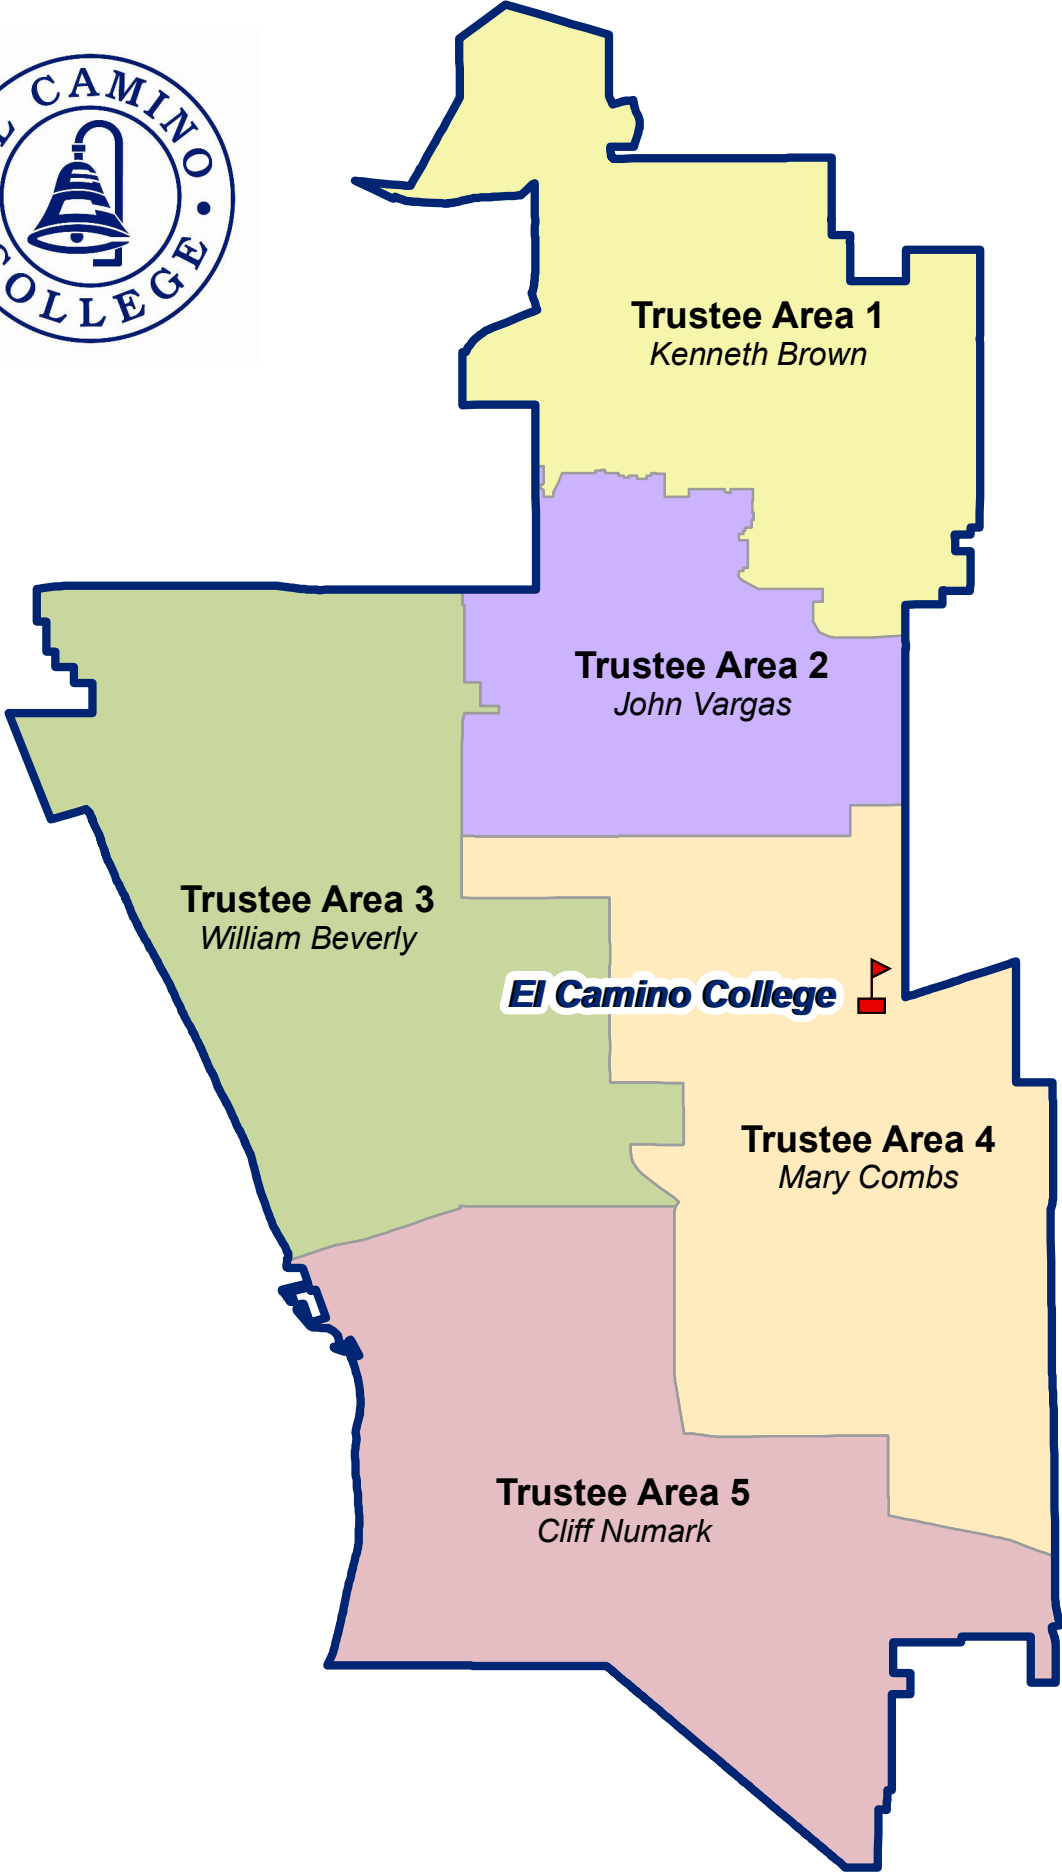 CAMINO
COLLEGE
Trustee Area 1
Kenneth Brown
Trustee Area 2
John Vargas
Trustee Area 3
William Beverly
El Camino College
Trustee Area 4
Mary Combs
Trustee Area 5
Cliff Numark